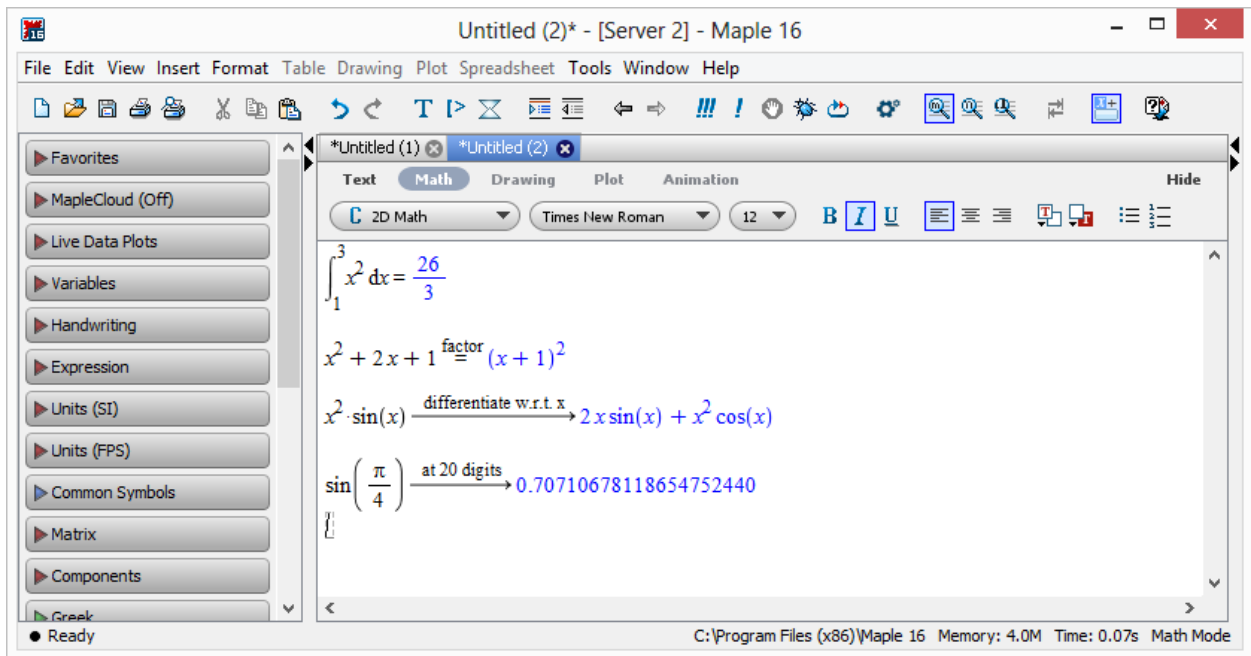 Untitled (2)* - [Server 2] - Maple 16
File Edit View Insert Format Table Drawing Plot Spreadsheet Tools Window Help
*Untitled (1) *Untitled (2)
Text Math Drawing Plot Animation Hide
C 2D Math Times New Roman 12 B I U
Favorites
MapleCloud (Off)
Live Data Plots
Variables
Handwriting
Expression
Units (SI)
Units (FPS)
Common Symbols
Matrix
Components
Greek
∫₁³ x² dx = 26/3
x² + 2 x + 1 factor = (x + 1)²
x² · sin(x) differentiate w.r.t. x → 2 x sin(x) + x² cos(x)
sin(π/4) at 20 digits → 0.70710678118654752440
Ready C:\Program Files (x86)\Maple 16 Memory: 4.0M Time: 0.07s Math Mode